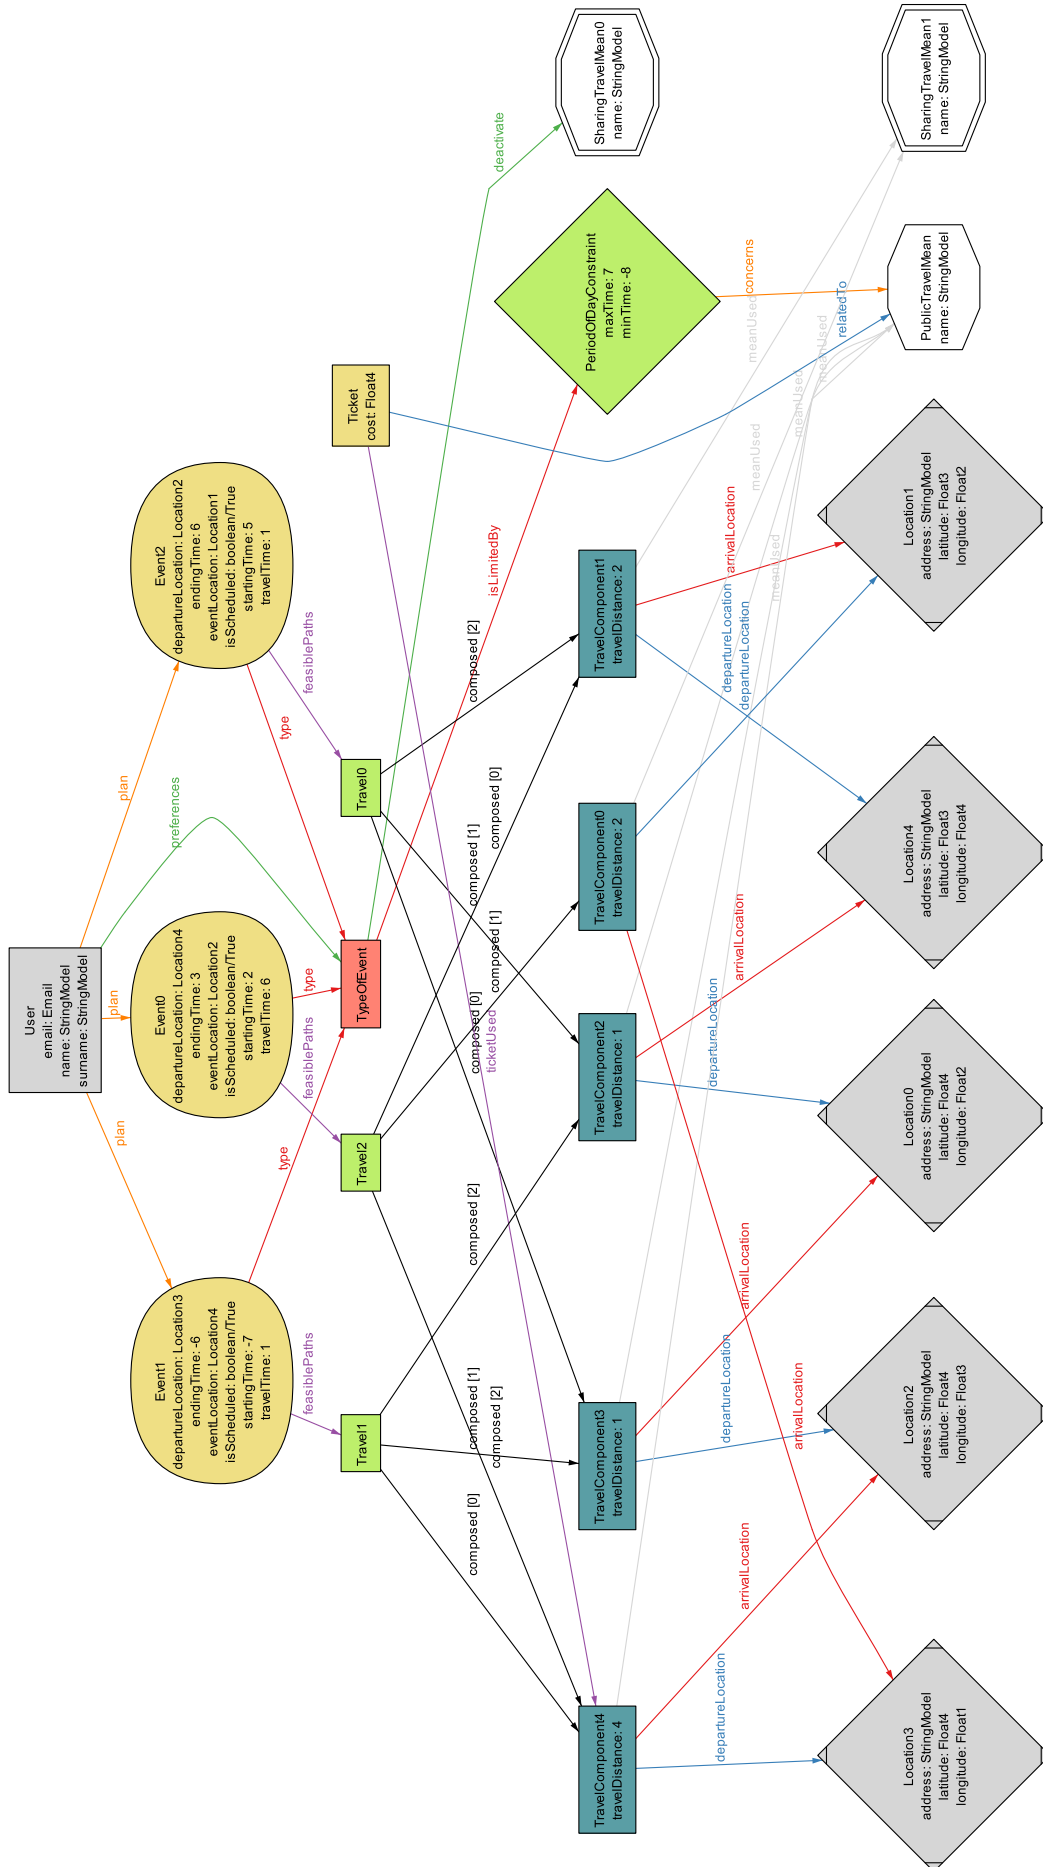 User
email: Email
name: StringModel
surname: StringModel
plan
plan
plan
preferences
Event1
departureLocation: Location3
endingTime: -6
eventLocation: Location4
isScheduled: boolean/True
startingTime: -7
travelTime: 1
Event0
departureLocation: Location4
endingTime: 3
eventLocation: Location2
isScheduled: boolean/True
startingTime: 2
travelTime: 6
Event2
departureLocation: Location2
endingTime: 6
eventLocation: Location1
isScheduled: boolean/True
startingTime: 5
travelTime: 1
feasiblePaths
type
feasiblePaths
type
type
feasiblePaths
Travel1
Travel2
TypeOfEvent
Travel0
Ticket
cost: Float4
composed [0]
composed [1]
composed [2]
composed [2]
composed [0]
ticketUsed
composed [1]
composed [1]
composed [0]
composed [2]
isLimitedBy
deactivate
TravelComponent4
travelDistance: 4
TravelComponent3
travelDistance: 1
TravelComponent2
travelDistance: 1
TravelComponent0
travelDistance: 2
TravelComponent1
travelDistance: 2
PeriodOfDayConstraint
maxTime: 7
minTime: -8
SharingTravelMean0
name: StringModel
departureLocation
arrivalLocation
departureLocation
arrivalLocation
arrivalLocation
departureLocation
arrivalLocation
departureLocation
departureLocation
arrivalLocation
meanUsed
meanUsed
meanUsed
meanUsed
meanUsed
concerns
relatedTo
Location3
address: StringModel
latitude: Float4
longitude: Float1
Location2
address: StringModel
latitude: Float4
longitude: Float3
Location0
address: StringModel
latitude: Float4
longitude: Float2
Location4
address: StringModel
latitude: Float3
longitude: Float4
Location1
address: StringModel
latitude: Float3
longitude: Float2
PublicTravelMean
name: StringModel
SharingTravelMean1
name: StringModel